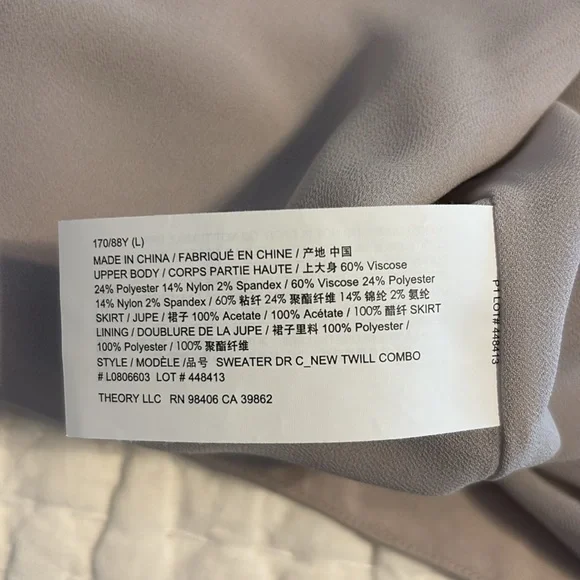 170/88Y (L)
MADE IN CHINA / FABRIQUÉ EN CHINE / 产地 中国
UPPER BODY / CORPS PARTIE HAUTE / 上大身 60% Viscose
24% Polyester 14% Nylon 2% Spandex / 60% Viscose 24% Polyester
14% Nylon 2% Spandex / 60% 粘纤 24% 聚酯纤维 14% 锦纶 2% 氨纶
SKIRT / JUPE / 裙子 100% Acetate / 100% Acétate / 100% 醋纤 SKIRT
LINING / DOUBLURE DE LA JUPE / 裙子里料 100% Polyester /
100% Polyester / 100% 聚酯纤维
STYLE / MODÈLE /品号 SWEATER DR C_NEW TWILL COMBO
# L0806603 LOT # 448413
THEORY LLC RN 98406 CA 39862
P1 LOT# 448413